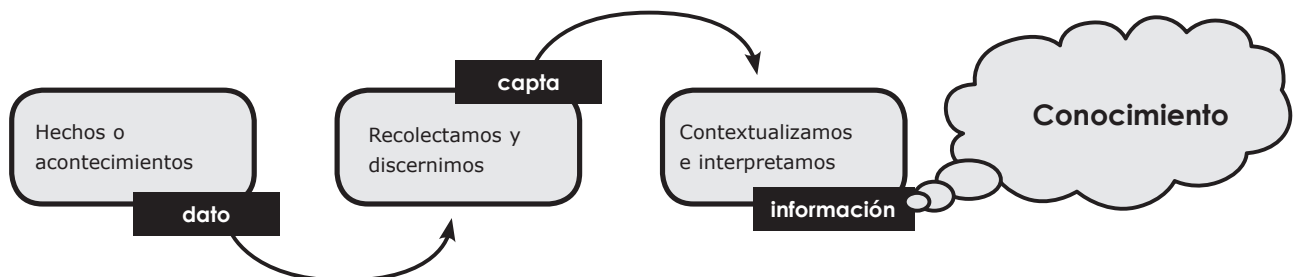 Hechos o
acontecimientos
dato
capta
Recolectamos y
discernimos
Contextualizamos
e interpretamos
información
Conocimiento